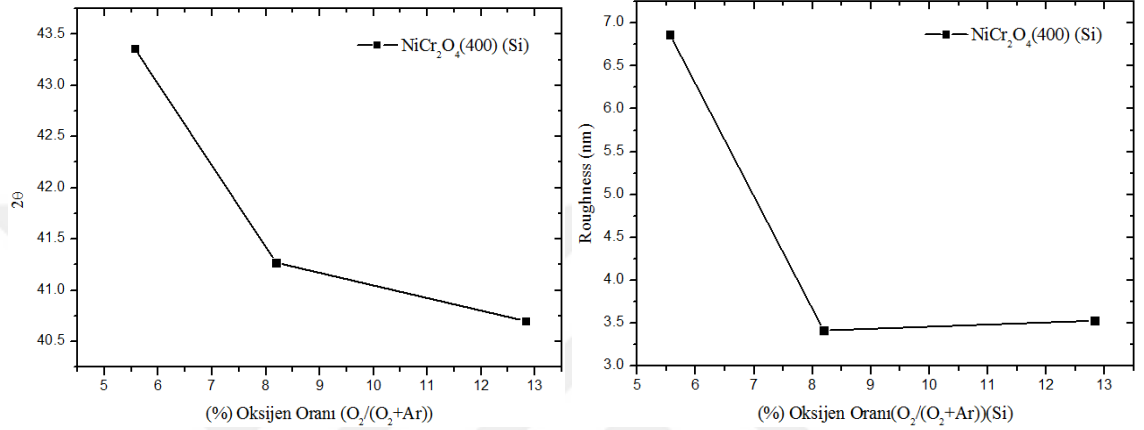 43.5
43.0
42.5
42.0
41.5
41.0
40.5
2θ
NiCr₂O₄(400) (Si)
5 6 7 8 9 10 11 12 13
(%) Oksijen Oranı (O₂/(O₂+Ar))
7.0
6.5
6.0
5.5
5.0
4.5
4.0
3.5
3.0
Roughness (nm)
NiCr₂O₄(400) (Si)
5 6 7 8 9 10 11 12 13
(%) Oksijen Oranı(O₂/(O₂+Ar))(Si)